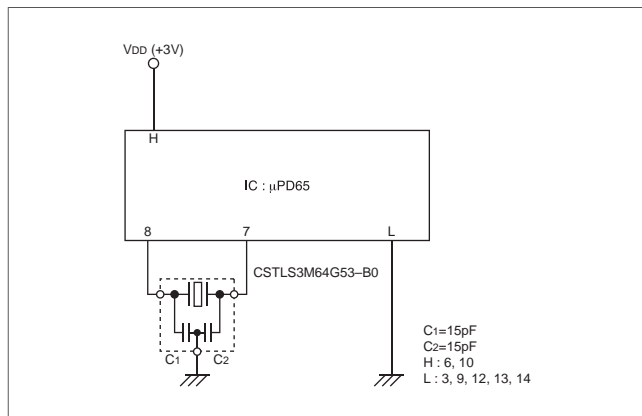 VDD (+3V)
H
IC : μPD65
8 7 L
CSTLS3M64G53–B0
C1 C2
C1=15pF
C2=15pF
H : 6, 10
L : 3, 9, 12, 13, 14